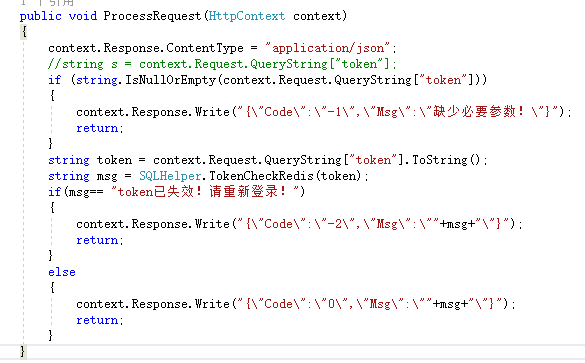 1 个引用
public void ProcessRequest(HttpContext context)
{
context.Response.ContentType = "application/json";
//string s = context.Request.QueryString["token"];
if (string.IsNullOrEmpty(context.Request.QueryString["token"]))
{
context.Response.Write("{\"Code\":\"-1\",\"Msg\":\"缺少必要参数！\"}");
return;
}
string token = context.Request.QueryString["token"].ToString();
string msg = SQLHelper.TokenCheckRedis(token);
if(msg== "token已失效！请重新登录！")
{
context.Response.Write("{\"Code\":\"-2\",\"Msg\":\""+msg+"\"}");
return;
}
else
{
context.Response.Write("{\"Code\":\"0\",\"Msg\":\""+msg+"\"}");
return;
}
}